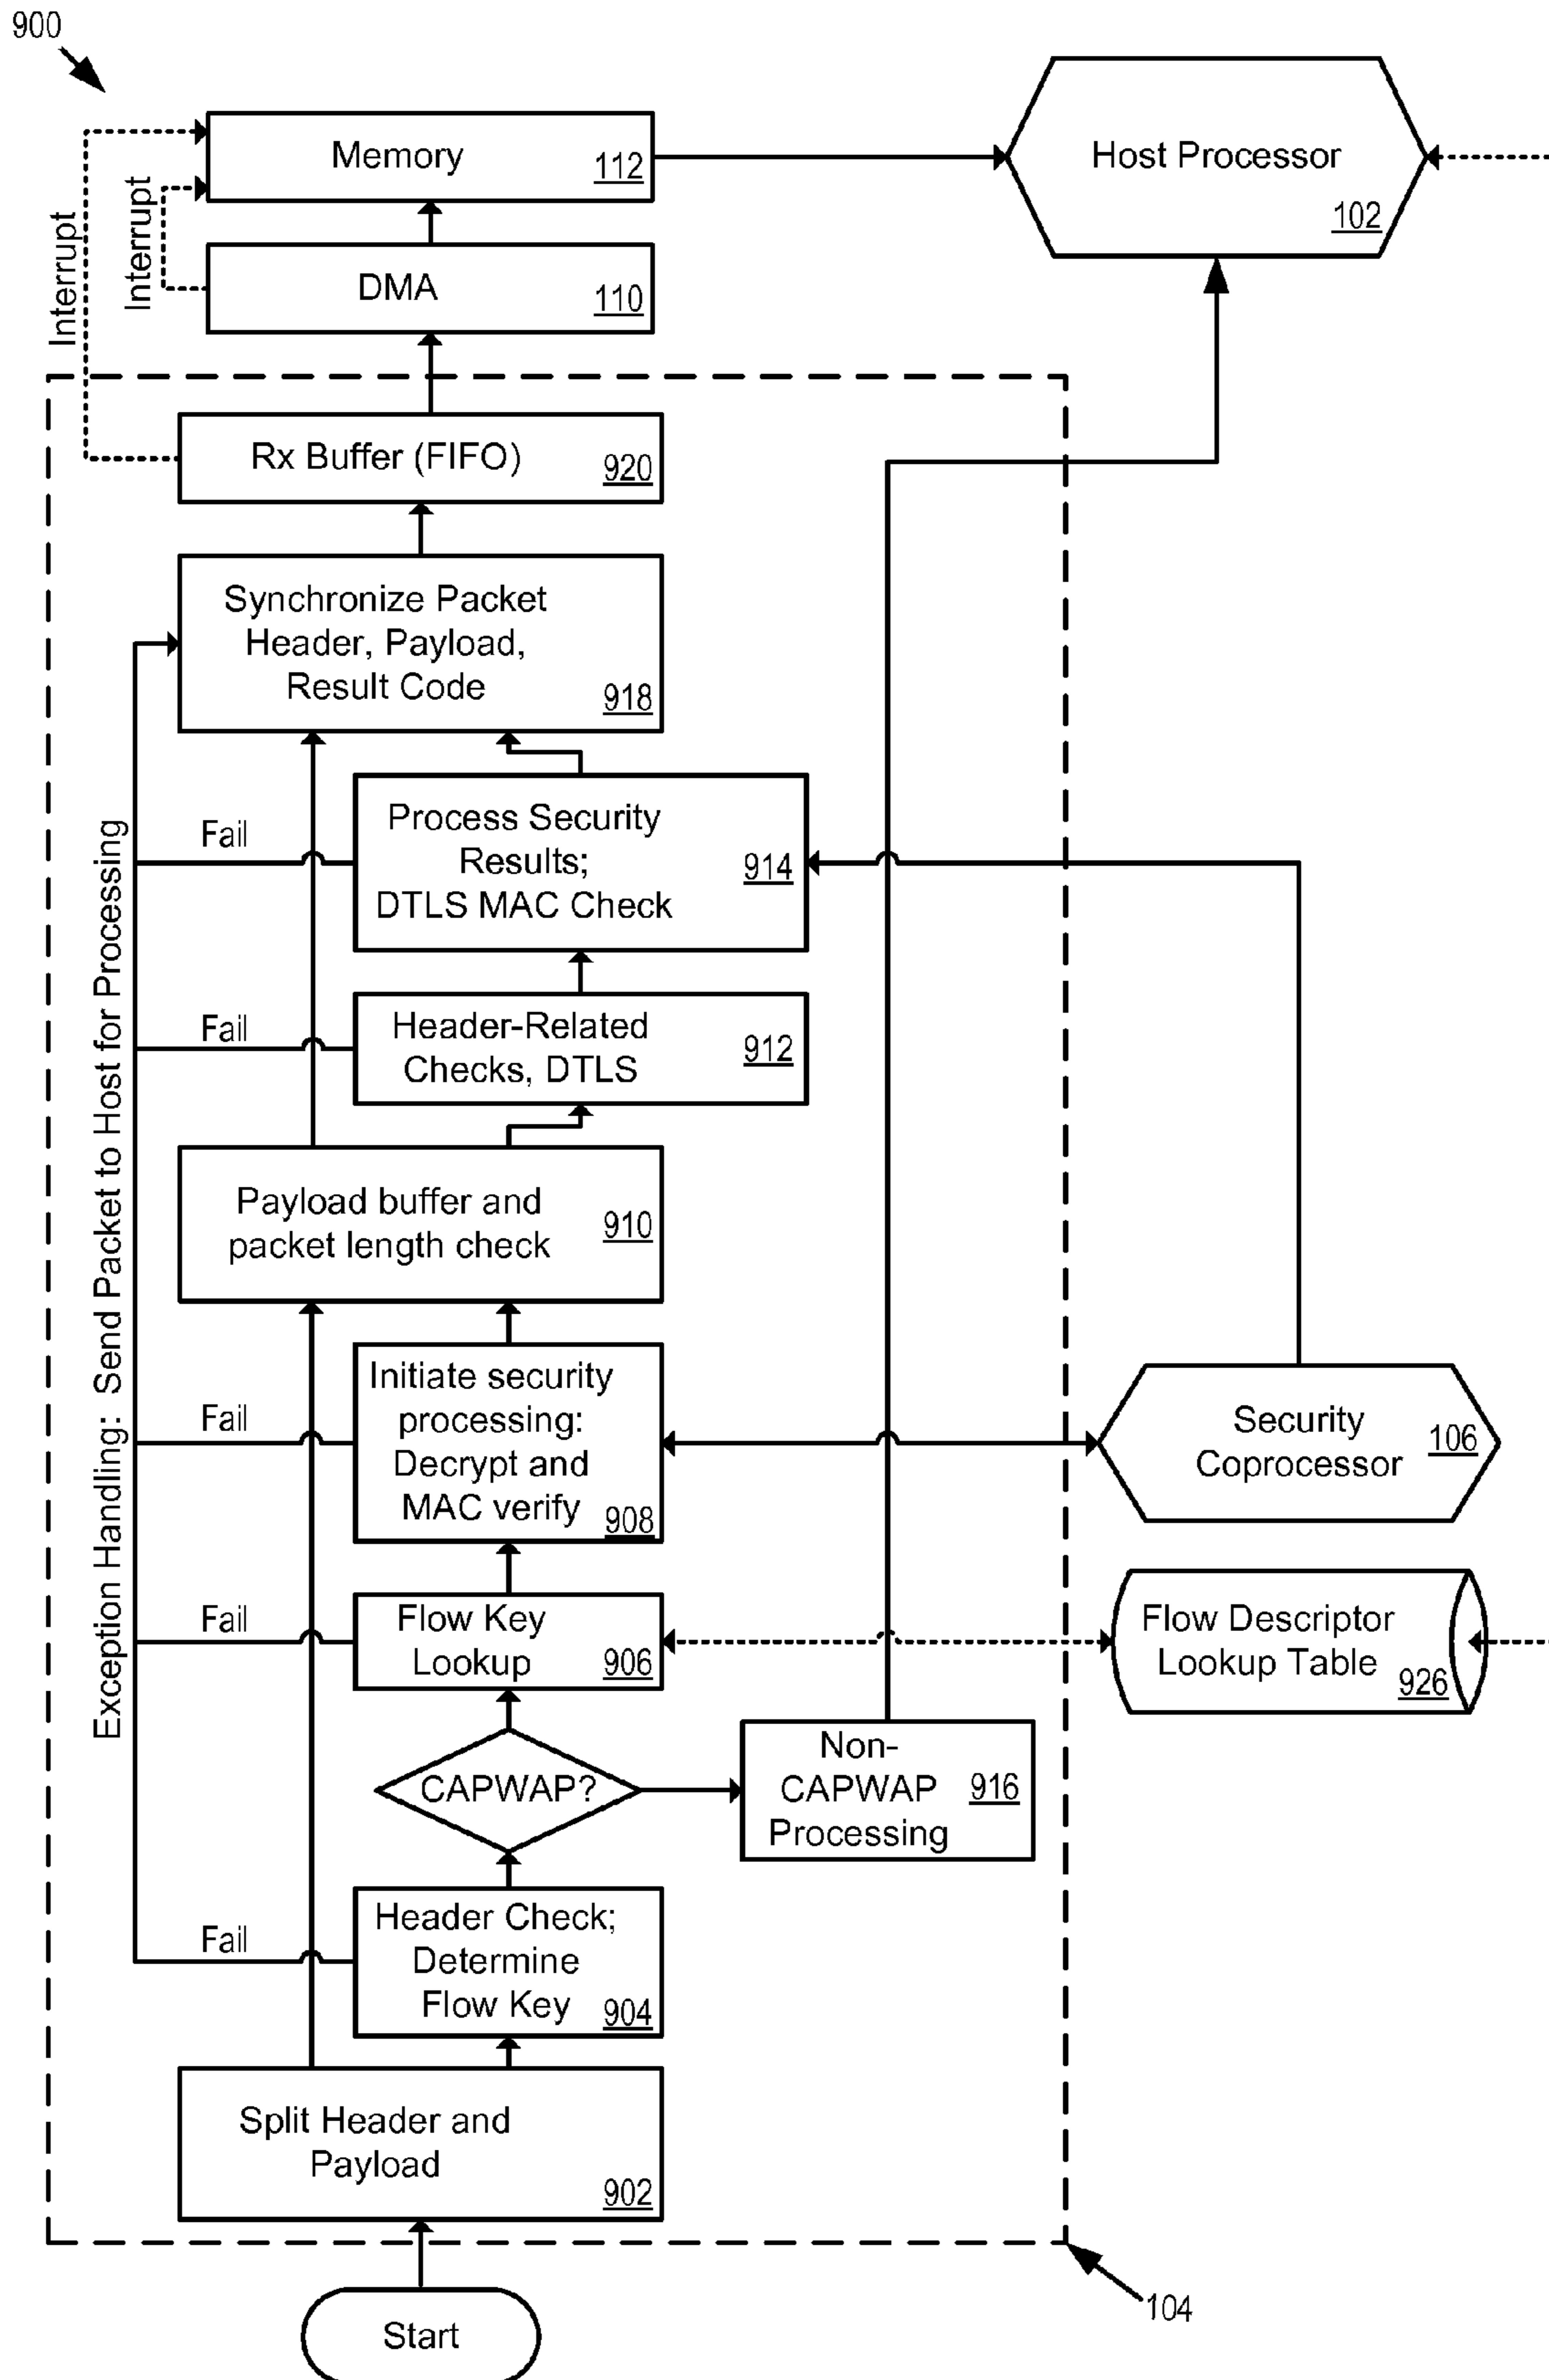 900
Memory
112
Host Processor
102
Interrupt
Interrupt
DMA
110
Rx Buffer (FIFO)
920
Synchronize Packet
Header, Payload,
Result Code
918
Exception Handling: Send Packet to Host for Processing
Fail
Process Security
Results;
DTLS MAC Check
914
Fail
Header-Related
Checks, DTLS
912
Payload buffer and
packet length check
910
Fail
Initiate security
processing:
Decrypt and
MAC verify
908
Security
Coprocessor
106
Fail
Flow Key
Lookup
906
Flow Descriptor
Lookup Table
926
CAPWAP?
Non-
CAPWAP
Processing
916
Fail
Header Check;
Determine
Flow Key
904
Split Header and
Payload
902
104
Start